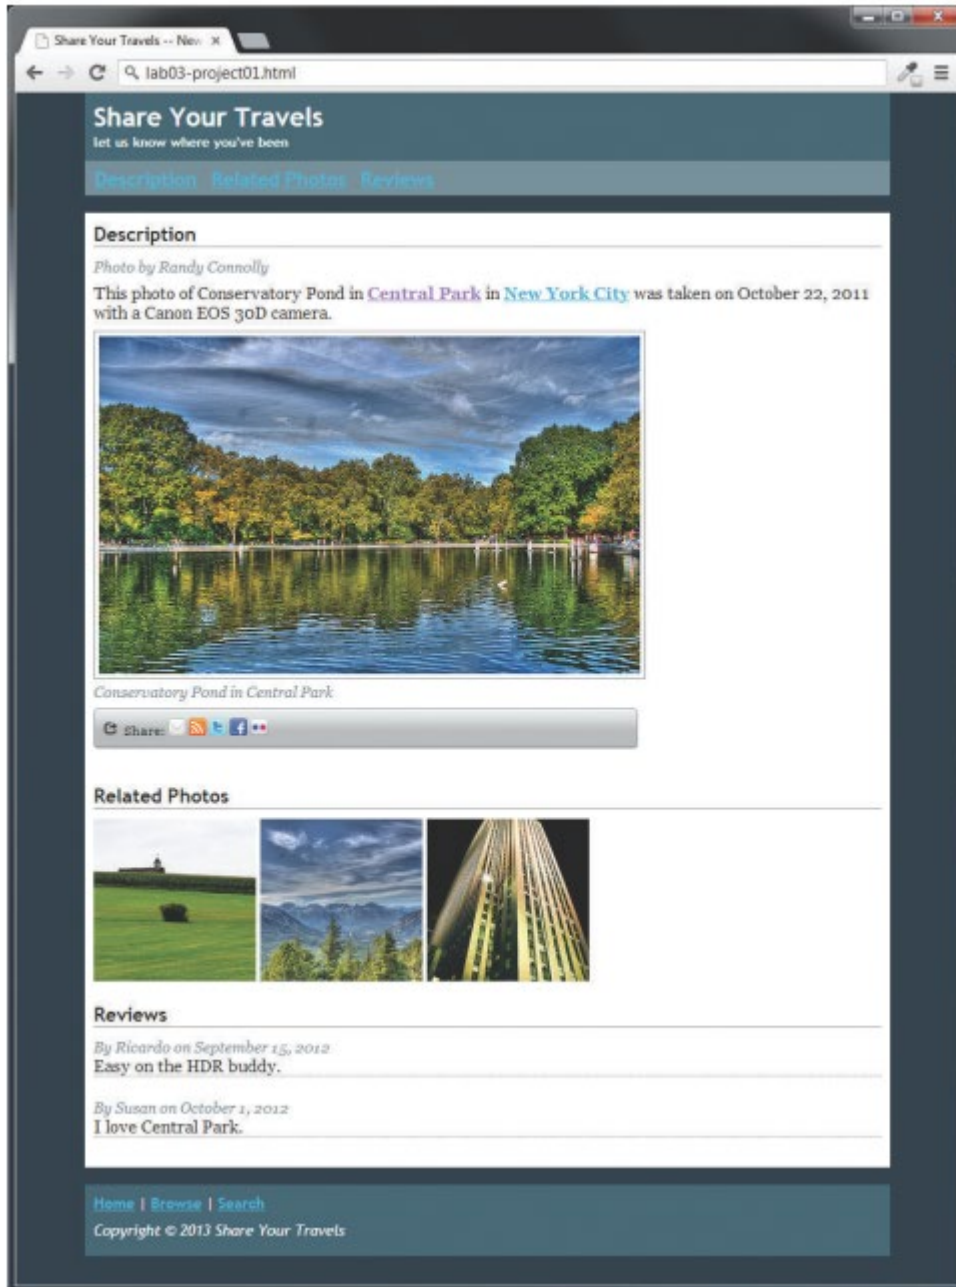 Share Your Travels -- New
lab03-project01.html
Share Your Travels
let us know where you've been
Description Related Photos Reviews
Description
Photo by Randy Connolly
This photo of Conservatory Pond in Central Park in New York City was taken on October 22, 2011
with a Canon EOS 30D camera.
Conservatory Pond in Central Park
Share:
Related Photos
Reviews
By Ricardo on September 15, 2012
Easy on the HDR buddy.
By Susan on October 1, 2012
I love Central Park.
Home | Browse | Search
Copyright © 2013 Share Your Travels